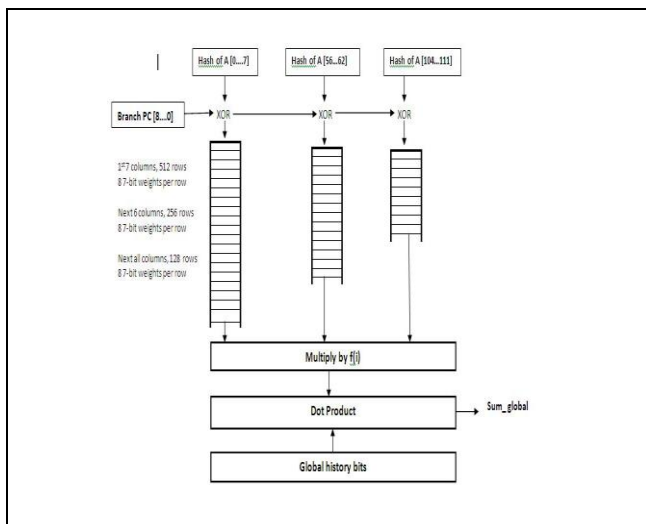 Hash of A [0....7]
Hash of A [56...62]
Hash of A [104...111]
Branch PC [8....0]
XOR
XOR
XOR
1st 7 columns, 512 rows
8 7-bit weights per row
Next 6 columns, 256 rows
8 7-bit weights per row
Next all columns, 128 rows
8 7-bit weights per row
Multiply by f(i)
Dot Product
Sum_global
Global history bits